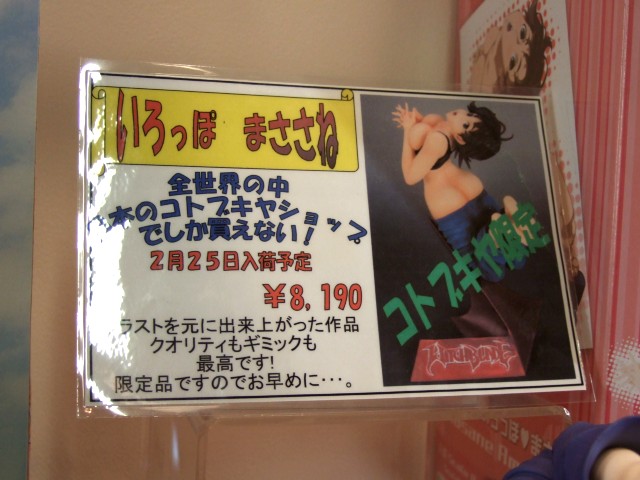 いろっぽ まささね
全世界の中
本のコトブキヤショップ
でしか買えない!
2月25日入荷予定
¥8,190
ラストを元に出来上がった作品
クオリティもギミックも
最高です!
限定品ですのでお早めに・・・。
コトブキヤ限定
WITCHBLADE